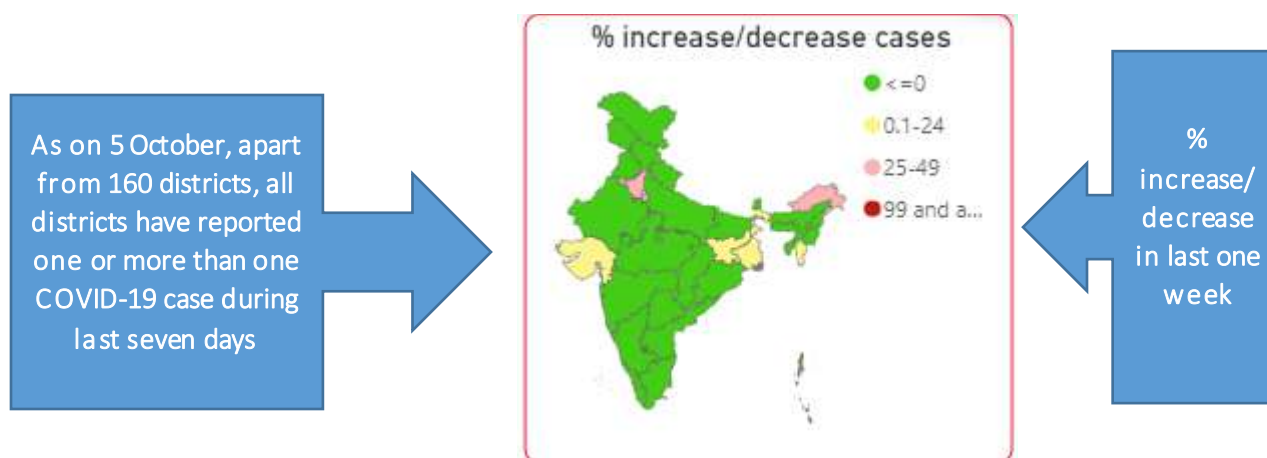 As on 5 October, apart
from 160 districts, all
districts have reported
one or more than one
COVID-19 case during
last seven days
% increase/decrease cases
<=0
0.1-24
25-49
99 and a...
%
increase/
decrease
in last one
week